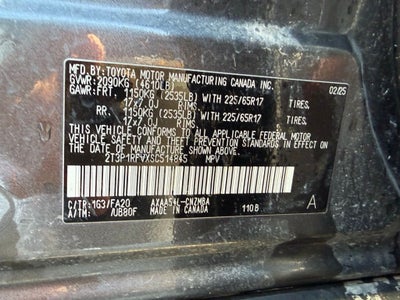 MFD.BY: TOYOTA MOTOR MANUFACTURING CANADA INC.
GVWR: 2090KG (4610LB) 02/25
GAWR: FRT. 1150KG (2535LB) WITH 225/65R17 TIRES,
17x7.0J RIMS
RR. 1150KG (2535LB) WITH 225/65R17 TIRES,
17x7.0J RIMS
THIS VEHICLE CONFORMS TO ALL APPLICABLE FEDERAL MOTOR VEHICLE
SAFETY AND THEFT PREVENTION STANDARDS IN EFFECT ON THE DATE OF
MANUFACTURE SHOWN ABOVE.
2T3P1RFVXSC514845 MPV
C/TR: 1G3/FA20 AXAA54L-CNZMBA A
A/TM: /UB80F MADE IN CANADA 110B